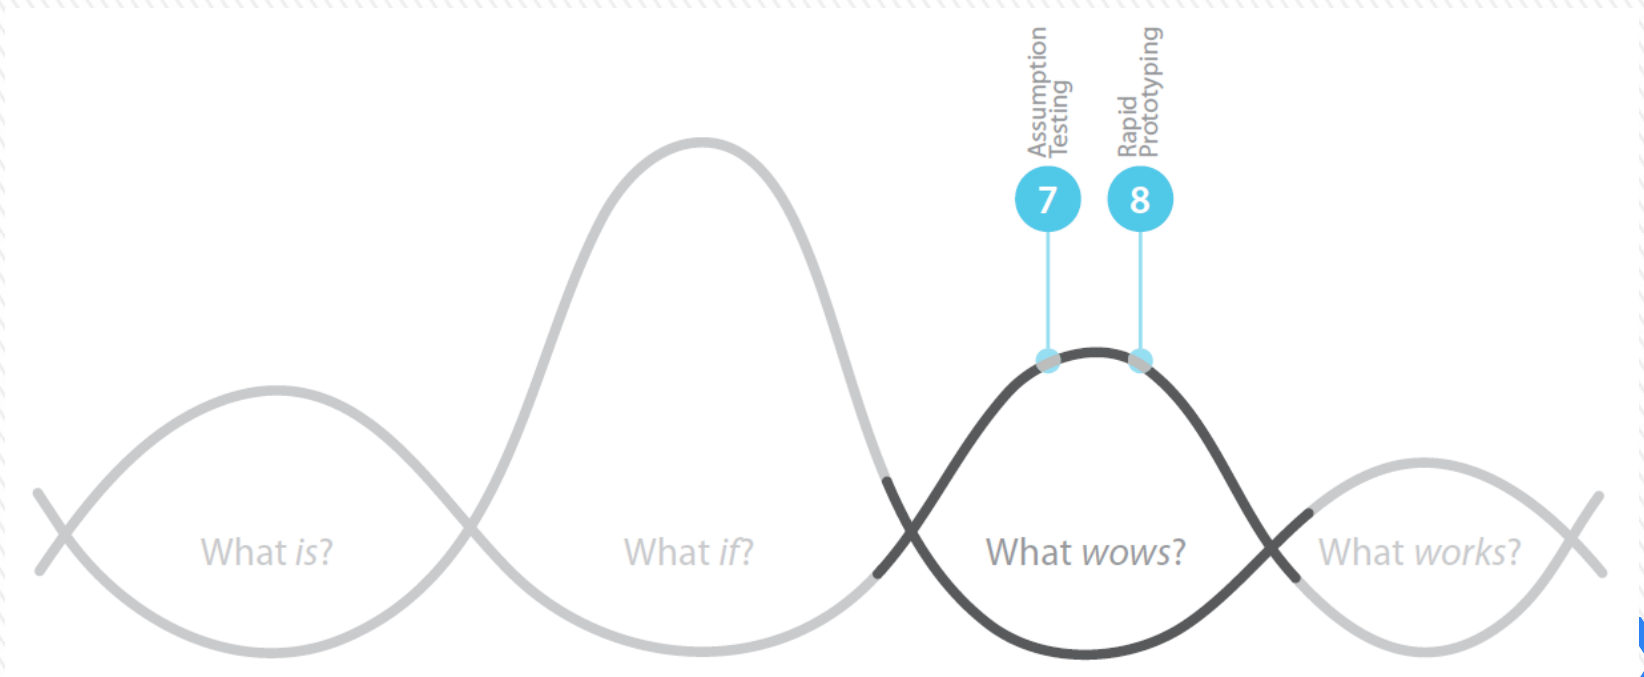 Assumption
Testing
Rapid
Prototyping
7
8
What is?
What if?
What wows?
What works?